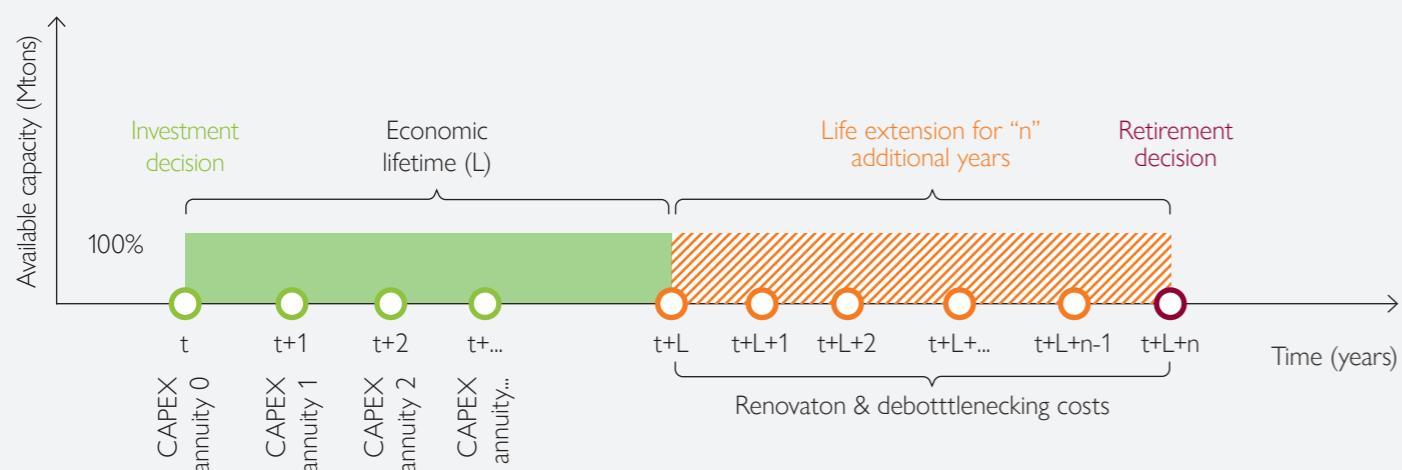 Available capacity (Mtons)
Investment
decision
Economic
lifetime (L)
Life extension for “n”
additional years
Retirement
decision
100%
t
t+1
t+2
t+...
t+L
t+L+1
t+L+2
t+L+...
t+L+n-1
t+L+n
Time (years)
CAPEX
annuity 0
CAPEX
annuity 1
CAPEX
annuity 2
CAPEX
annuity...
Renovaton & debotttlenecking costs